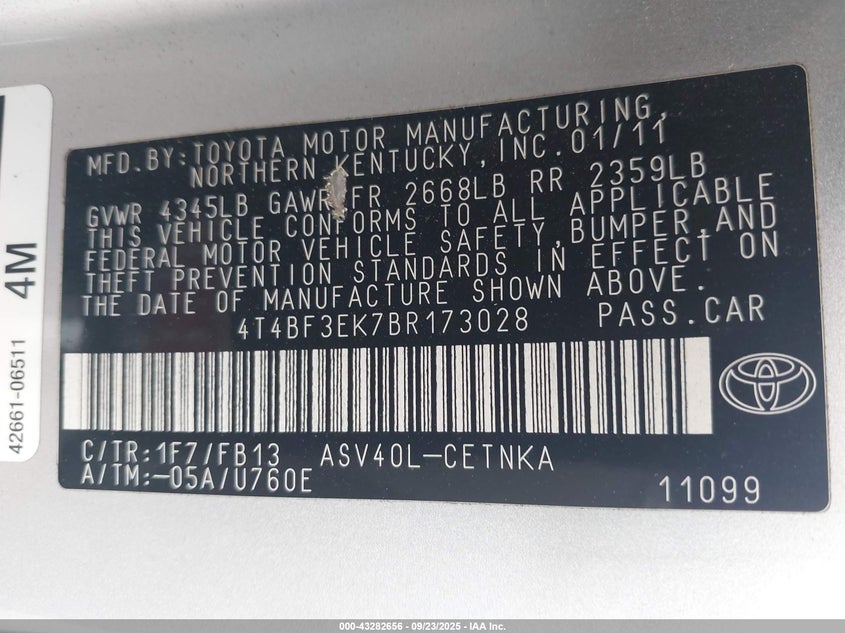 MFD.BY:TOYOTA MOTOR MANUFACTURING,
NORTHERN KENTUCKY,INC.01/11
GVWR 4345LB GAWR FR 2668LB RR 2359LB
THIS VEHICLE CONFORMS TO ALL APPLICABLE
FEDERAL MOTOR VEHICLE SAFETY,BUMPER,AND
THEFT PREVENTION STANDARDS IN EFFECT ON
THE DATE OF MANUFACTURE SHOWN ABOVE.
4T4BF3EK7BR173028 PASS.CAR
C/TR:1F7/FB13 ASV40L-CETNKA
A/TM:-05A/U760E
11099
4M
42661-06511
000-43282656 - 09/23/2025 - IAA Inc.